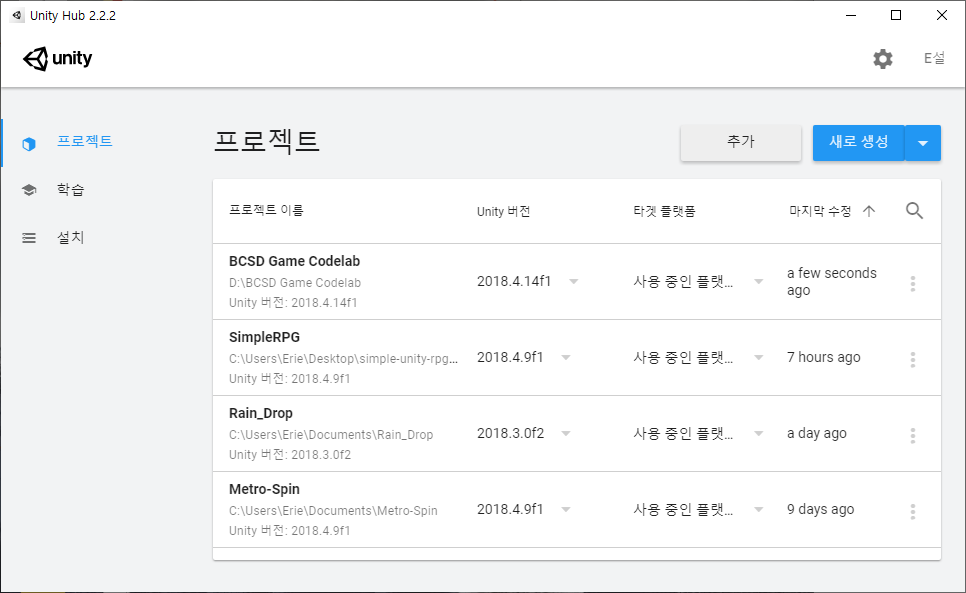 Unity Hub 2.2.2
unity
E설
프로젝트
학습
설치
프로젝트
추가
새로 생성
프로젝트 이름
Unity 버전
타겟 플랫폼
마지막 수정
BCSD Game Codelab
D:\BCSD Game Codelab
Unity 버전: 2018.4.14f1
2018.4.14f1
사용 중인 플랫...
a few seconds
ago
SimpleRPG
C:\Users\Erie\Desktop\simple-unity-rpg...
Unity 버전: 2018.4.9f1
2018.4.9f1
사용 중인 플랫...
7 hours ago
Rain_Drop
C:\Users\Erie\Documents\Rain_Drop
Unity 버전: 2018.3.0f2
2018.3.0f2
사용 중인 플랫...
a day ago
Metro-Spin
C:\Users\Erie\Documents\Metro-Spin
Unity 버전: 2018.4.9f1
2018.4.9f1
사용 중인 플랫...
9 days ago